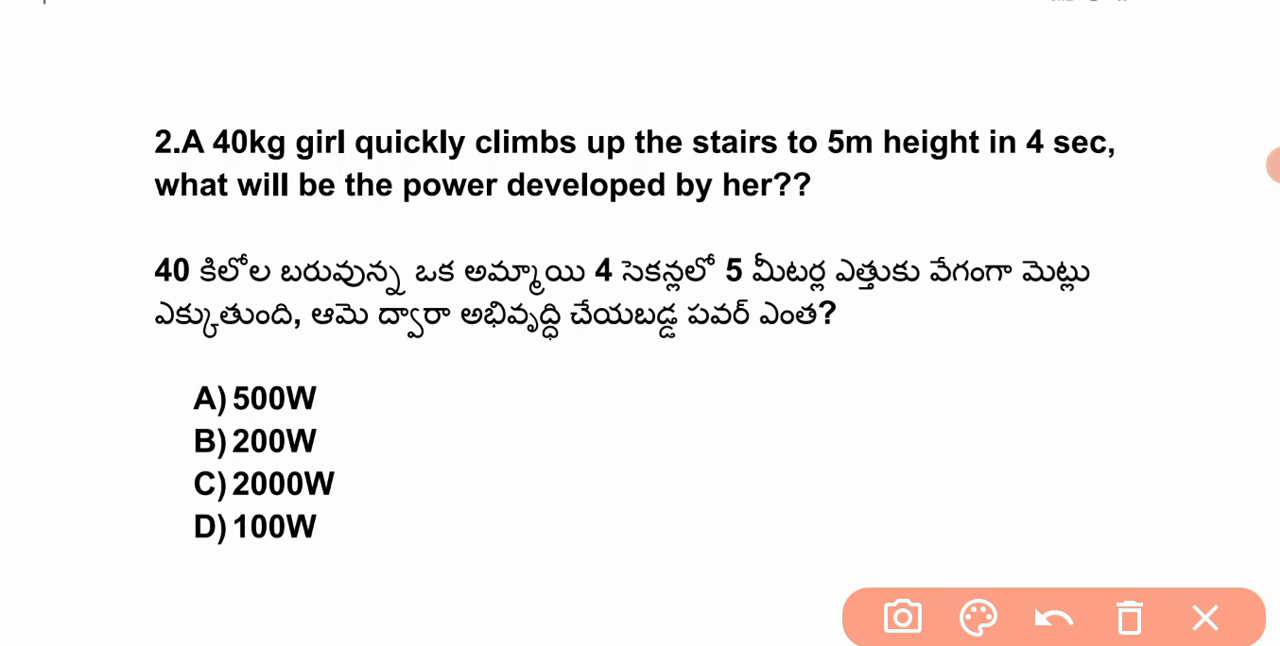 2.A 40kg girl quickly climbs up the stairs to 5m height in 4 sec,
what will be the power developed by her??
40 కిలోల బరువున్న ఒక అమ్మాయి 4 సెకన్లలో 5 మీటర్ల ఎత్తుకు వేగంగా మెట్లు
ఎక్కుతుంది, ఆమె ద్వారా అభివృద్ధి చేయబడ్డ పవర్ ఎంత?
A) 500W
B) 200W
C) 2000W
D) 100W